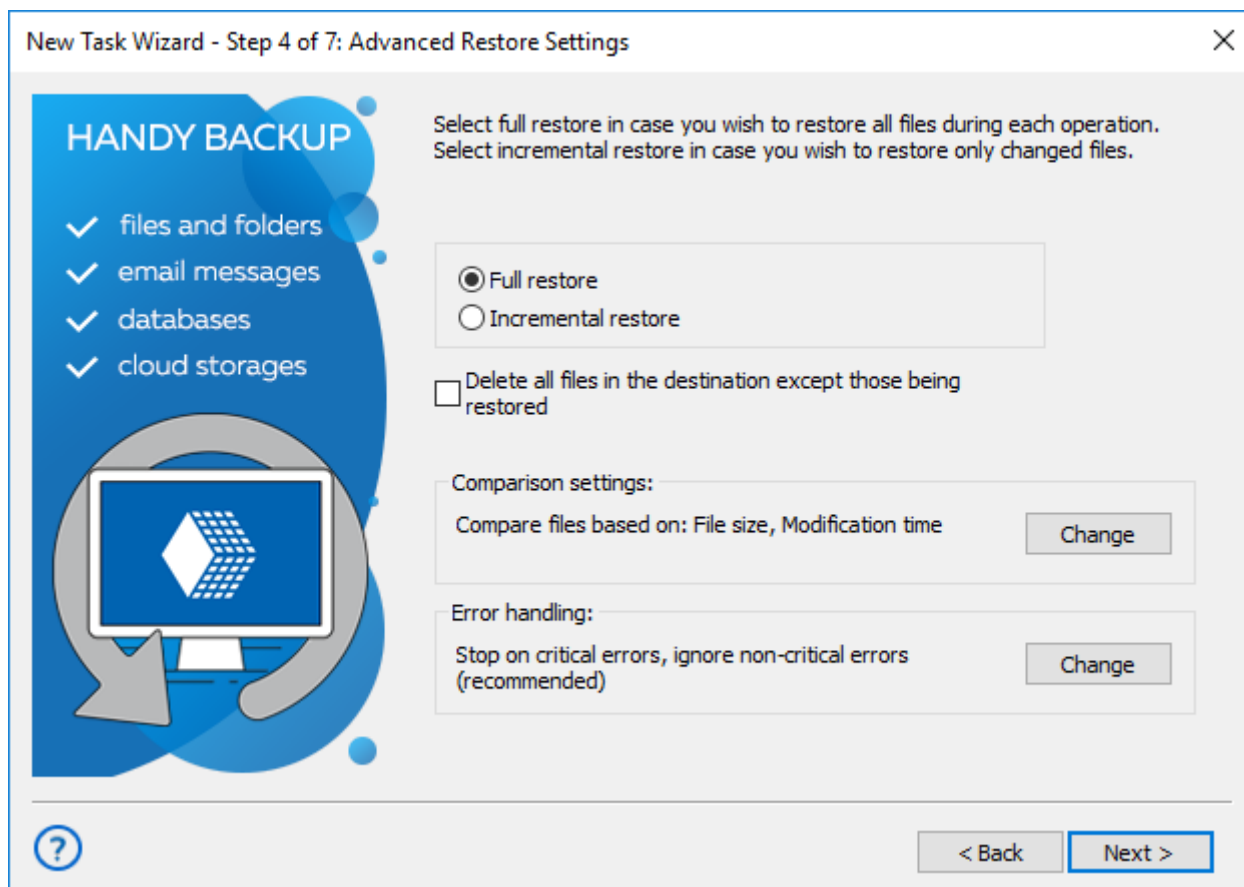 New Task Wizard - Step 4 of 7: Advanced Restore Settings
HANDY BACKUP
files and folders
email messages
databases
cloud storages
Select full restore in case you wish to restore all files during each operation.
Select incremental restore in case you wish to restore only changed files.
Full restore
Incremental restore
Delete all files in the destination except those being
restored
Comparison settings:
Compare files based on: File size, Modification time
Change
Error handling:
Stop on critical errors, ignore non-critical errors
(recommended)
Change
?
< Back
Next >